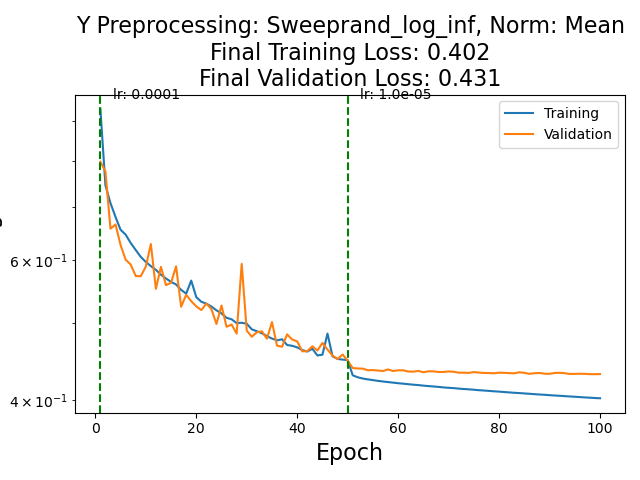 Y Preprocessing: Sweeprand_log_inf, Norm: Mean
Final Training Loss: 0.402
Final Validation Loss: 0.431
lr: 0.0001
lr: 1.0e-05
Training
Validation
6 × 10⁻¹
4 × 10⁻¹
0 20 40 60 80 100
Epoch